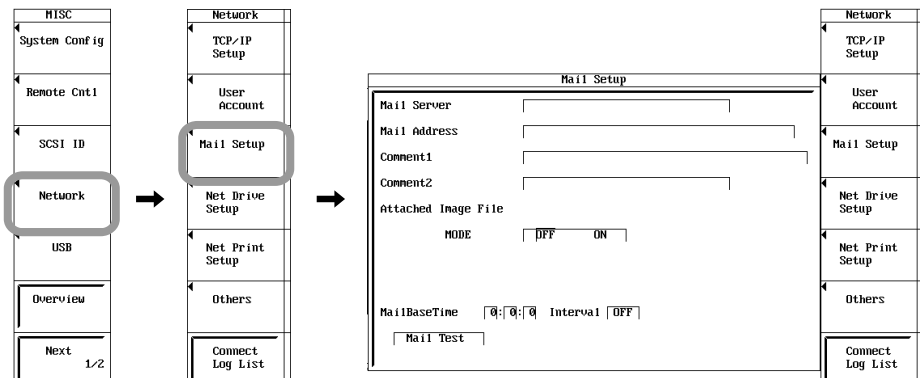 MISC
System Config
Remote Cntl
SCSI ID
Network
USB
Overview
Next
1/2
Network
TCP/IP
Setup
User
Account
Mail Setup
Net Drive
Setup
Net Print
Setup
Others
Connect
Log List
Mail Setup
Mail Server
Mail Address
Comment1
Comment2
Attached Image File
MODE OFF ON
MailBaseTime 0: 0: 0 Interval OFF
Mail Test
Network
TCP/IP
Setup
User
Account
Mail Setup
Net Drive
Setup
Net Print
Setup
Others
Connect
Log List